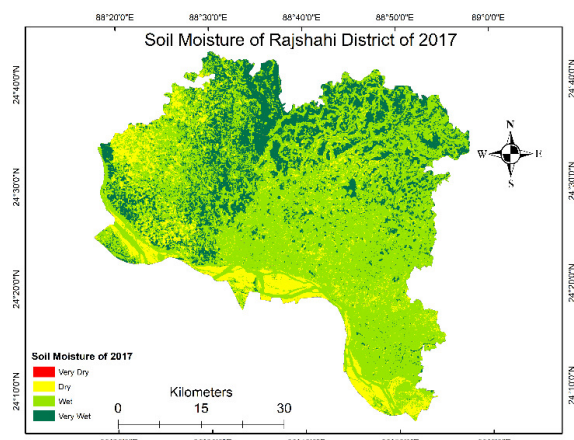 88°20'0"E 88°30'0"E 88°40'0"E 88°50'0"E 89°0'0"E
Soil Moisture of Rajshahi District of 2017
24°40'0"N
24°40'0"N
N
W E
S
24°30'0"N
24°30'0"N
24°20'0"N
24°20'0"N
Soil Moisture of 2017
Very Dry
Dry
Wet
Very Wet
Kilometers
0 15 30
24°10'0"N
24°10'0"N